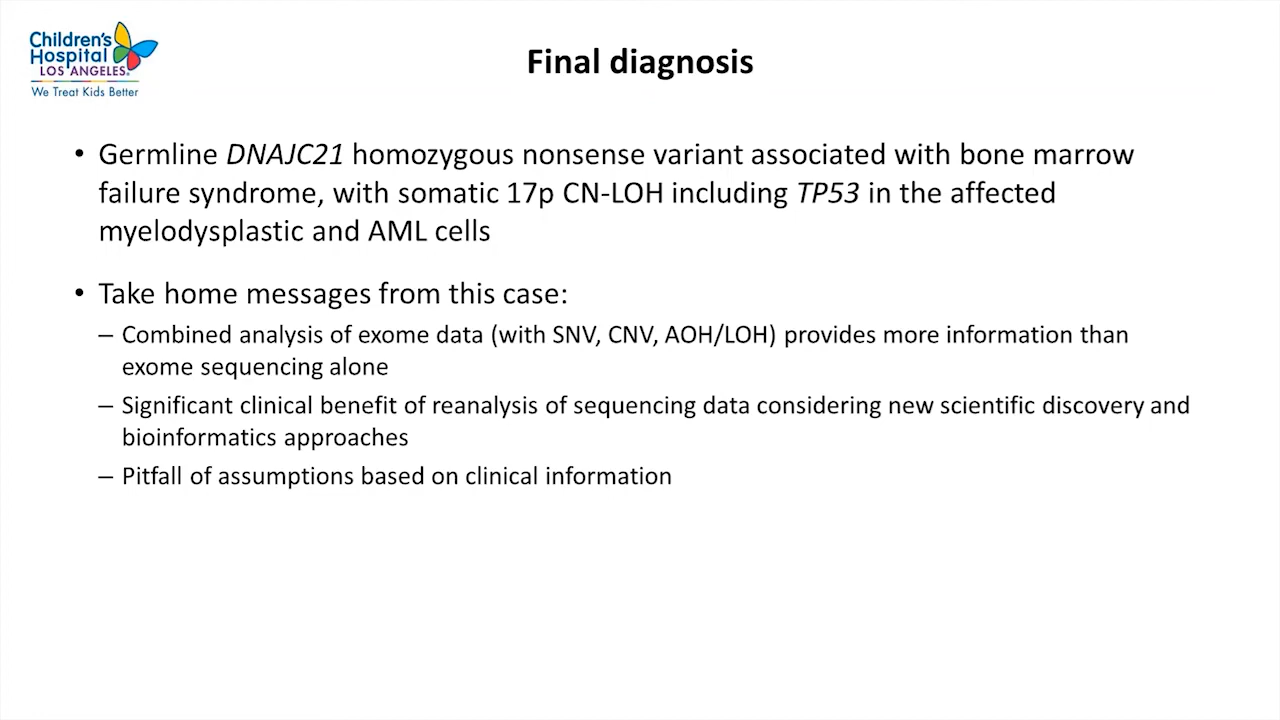 Children's
Hospital
LOS ANGELES®
We Treat Kids Better
Final diagnosis
• Germline DNAJC21 homozygous nonsense variant associated with bone marrow
failure syndrome, with somatic 17p CN-LOH including TP53 in the affected
myelodysplastic and AML cells
• Take home messages from this case:
– Combined analysis of exome data (with SNV, CNV, AOH/LOH) provides more information than
exome sequencing alone
– Significant clinical benefit of reanalysis of sequencing data considering new scientific discovery and
bioinformatics approaches
– Pitfall of assumptions based on clinical information